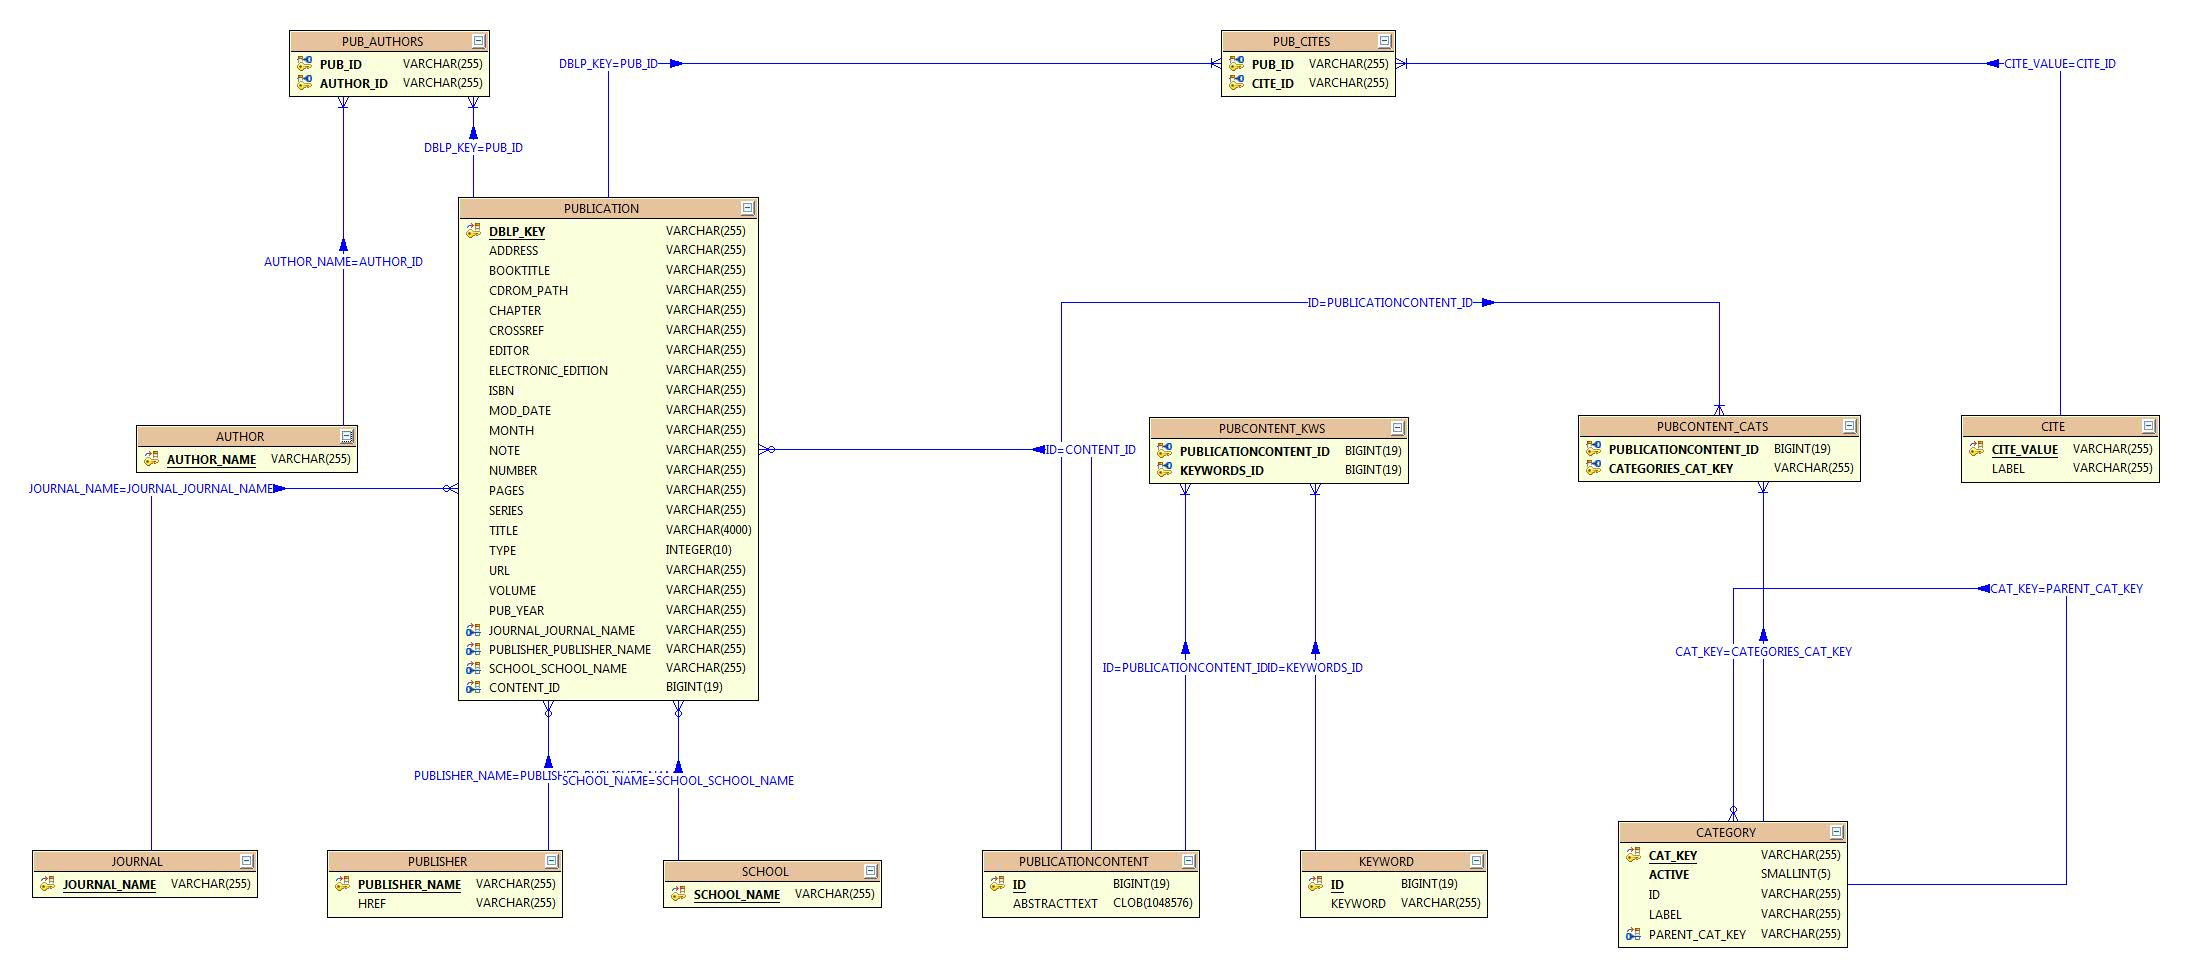 PUB_AUTHORS
PUB_ID VARCHAR(255)
AUTHOR_ID VARCHAR(255)
PUB_CITES
PUB_ID VARCHAR(255)
CITE_ID VARCHAR(255)
DBLP_KEY=PUB_ID
CITE_VALUE=CITE_ID
DBLP_KEY=PUB_ID
AUTHOR_NAME=AUTHOR_ID
PUBLICATION
DBLP_KEY VARCHAR(255)
ADDRESS VARCHAR(255)
BOOKTITLE VARCHAR(255)
CDROM_PATH VARCHAR(255)
CHAPTER VARCHAR(255)
CROSSREF VARCHAR(255)
EDITOR VARCHAR(255)
ELECTRONIC_EDITION VARCHAR(255)
ISBN VARCHAR(255)
MOD_DATE VARCHAR(255)
MONTH VARCHAR(255)
NOTE VARCHAR(255)
NUMBER VARCHAR(255)
PAGES VARCHAR(255)
SERIES VARCHAR(255)
TITLE VARCHAR(4000)
TYPE INTEGER(10)
URL VARCHAR(255)
VOLUME VARCHAR(255)
PUB_YEAR VARCHAR(255)
JOURNAL_JOURNAL_NAME VARCHAR(255)
PUBLISHER_PUBLISHER_NAME VARCHAR(255)
SCHOOL_SCHOOL_NAME VARCHAR(255)
CONTENT_ID BIGINT(19)
ID=PUBLICATIONCONTENT_ID
AUTHOR
AUTHOR_NAME VARCHAR(255)
JOURNAL_NAME=JOURNAL_JOURNAL_NAME
ID=CONTENT_ID
PUBCONTENT_KWS
PUBLICATIONCONTENT_ID BIGINT(19)
KEYWORDS_ID BIGINT(19)
PUBCONTENT_CATS
PUBLICATIONCONTENT_ID BIGINT(19)
CATEGORIES_CAT_KEY VARCHAR(255)
CITE
CITE_VALUE VARCHAR(255)
LABEL VARCHAR(255)
CAT_KEY=PARENT_CAT_KEY
CAT_KEY=CATEGORIES_CAT_KEY
ID=PUBLICATIONCONTENT_ID
ID=KEYWORDS_ID
PUBLISHER_NAME=
SCHOOL_NAME=SCHOOL_SCHOOL_NAME
JOURNAL
JOURNAL_NAME VARCHAR(255)
PUBLISHER
PUBLISHER_NAME VARCHAR(255)
HREF VARCHAR(255)
SCHOOL
SCHOOL_NAME VARCHAR(255)
PUBLICATIONCONTENT
ID BIGINT(19)
ABSTRACTTEXT CLOB(1048576)
KEYWORD
ID BIGINT(19)
KEYWORD VARCHAR(255)
CATEGORY
CAT_KEY VARCHAR(255)
ACTIVE SMALLINT(5)
ID VARCHAR(255)
LABEL VARCHAR(255)
PARENT_CAT_KEY VARCHAR(255)